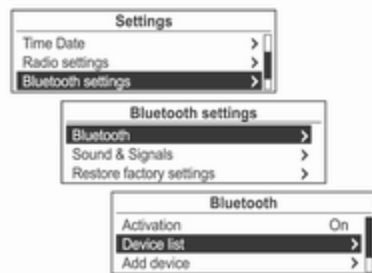 Settings
Time Date
Radio settings
Bluetooth settings
Bluetooth settings
Bluetooth
Sound & Signals
Restore factory settings
Bluetooth
Activation On
Device list
Add device